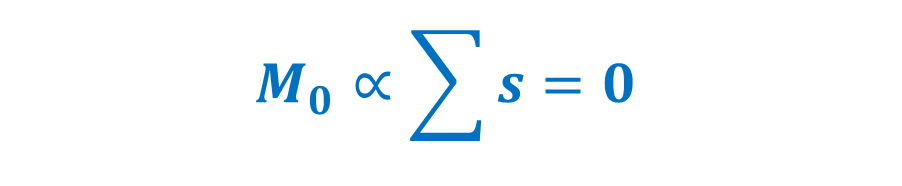 M₀ ∝ ∑ s = 0